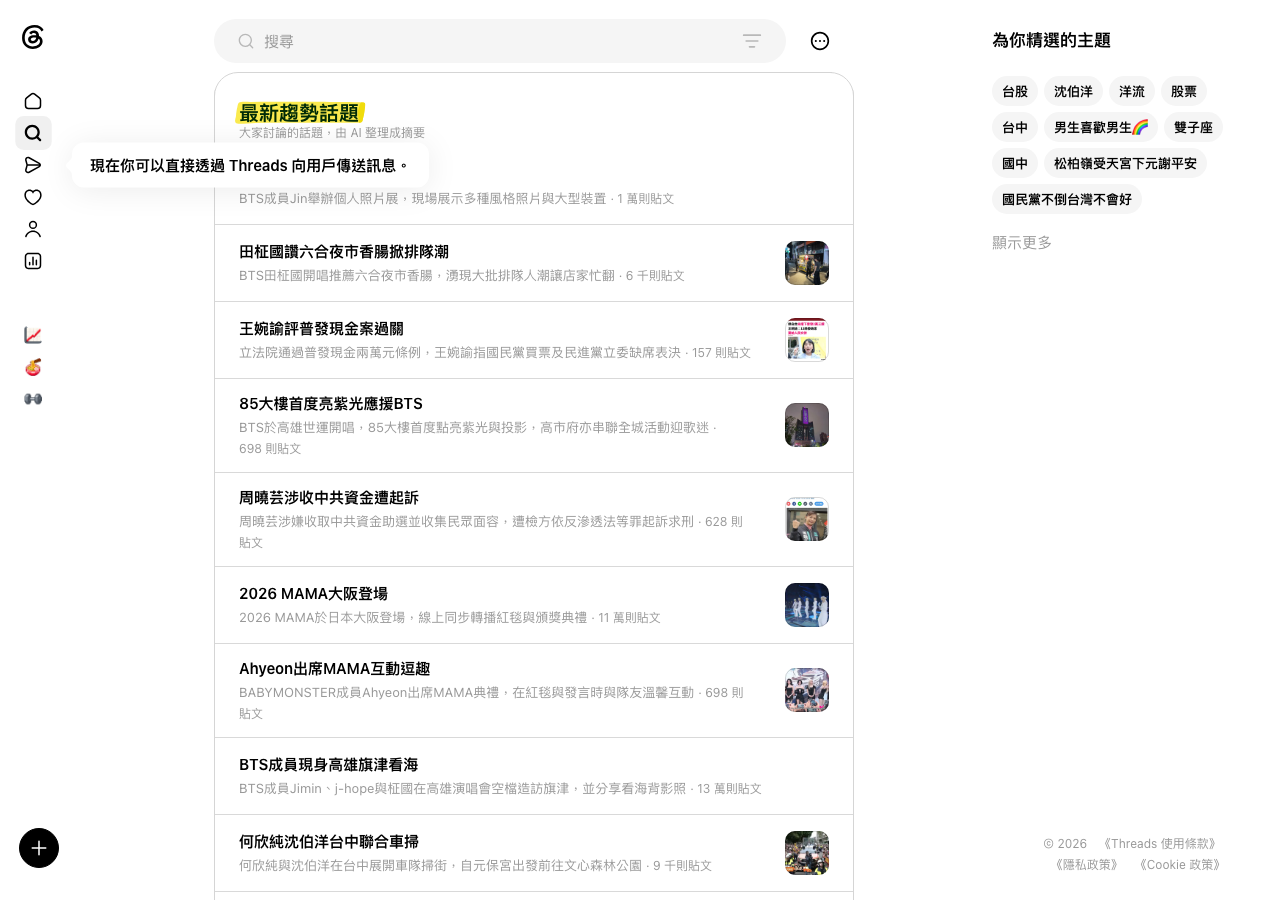 搜尋
最新趨勢話題
大家討論的話題，由 AI 整理成摘要
現在你可以直接透過 Threads 向用戶傳送訊息。
BTS成員Jin舉辦個人照片展，現場展示多種風格照片與大型裝置 · 1 萬則貼文
田柾國讚六合夜市香腸掀排隊潮
BTS田柾國開唱推薦六合夜市香腸，湧現大批排隊人潮讓店家忙翻 · 6 千則貼文
王婉諭評普發現金案過關
立法院通過普發現金兩萬元條例，王婉諭指國民黨買票及民進黨立委缺席表決 · 157 則貼文
85大樓首度亮紫光應援BTS
BTS於高雄世運開唱，85大樓首度點亮紫光與投影，高市府亦串聯全城活動迎歌迷 ·
698 則貼文
周曉芸涉收中共資金遭起訴
周曉芸涉嫌收取中共資金助選並收集民眾面容，遭檢方依反滲透法等罪起訴求刑 · 628 則
貼文
2026 MAMA大阪登場
2026 MAMA於日本大阪登場，線上同步轉播紅毯與頒獎典禮 · 11 萬則貼文
Ahyeon出席MAMA互動逗趣
BABYMONSTER成員Ahyeon出席MAMA典禮，在紅毯與發言時與隊友溫馨互動 · 698 則
貼文
BTS成員現身高雄旗津看海
BTS成員Jimin、j-hope與柾國在高雄演唱會空檔造訪旗津，並分享看海背影照 · 13 萬則貼文
何欣純沈伯洋台中聯合車掃
何欣純與沈伯洋在台中展開車隊掃街，自元保宮出發前往文心森林公園 · 9 千則貼文
為你精選的主題
台股 沈伯洋 洋流 股票
台中 男生喜歡男生🌈 雙子座
國中 松柏嶺受天宮下元謝平安
國民黨不倒台灣不會好
顯示更多
© 2026 《Threads 使用條款》
《隱私政策》 《Cookie 政策》